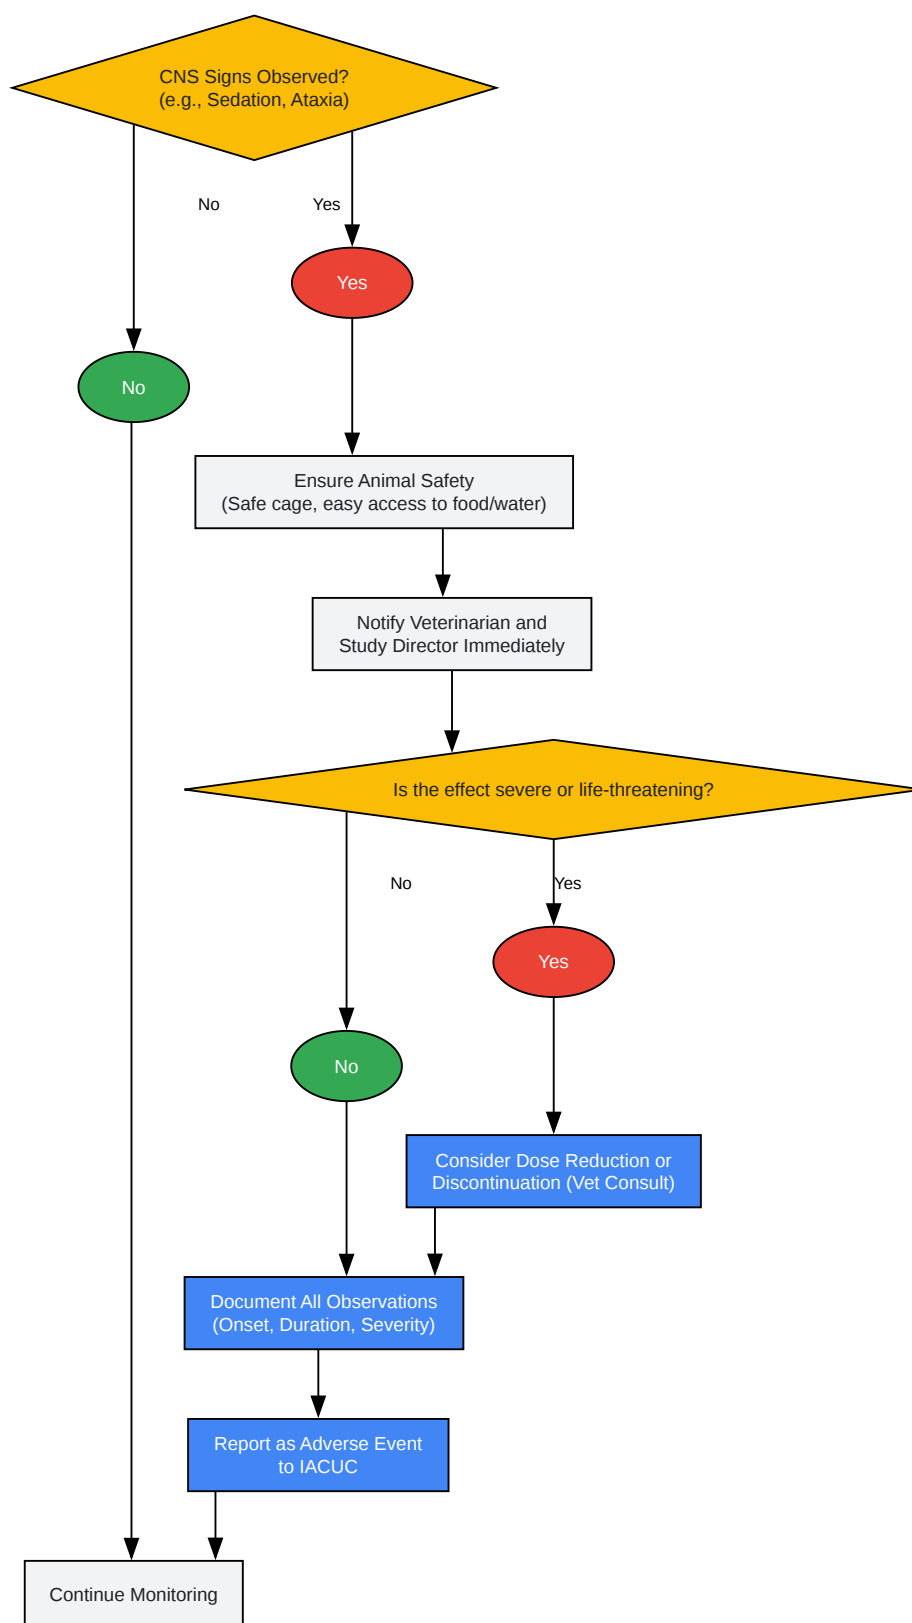 CNS Signs Observed?
(e.g., Sedation, Ataxia)
No
Yes
Yes
No
Ensure Animal Safety
(Safe cage, easy access to food/water)
Notify Veterinarian and
Study Director Immediately
Is the effect severe or life-threatening?
No
Yes
Yes
No
Consider Dose Reduction or
Discontinuation (Vet Consult)
Document All Observations
(Onset, Duration, Severity)
Report as Adverse Event
to IACUC
Continue Monitoring